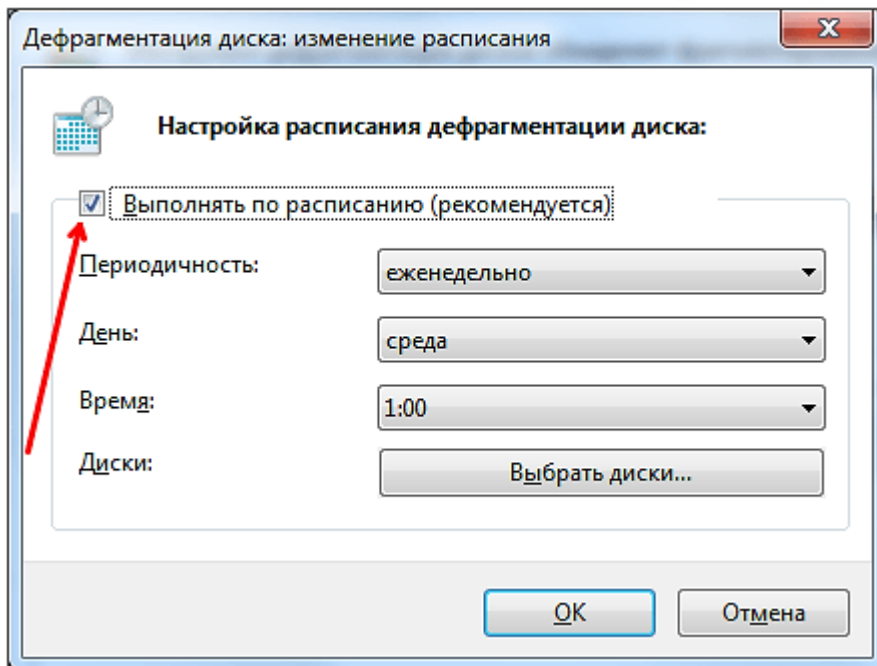 Дефрагментация диска: изменение расписания
Настройка расписания дефрагментации диска:
Выполнять по расписанию (рекомендуется)
Периодичность:
еженедельно
День:
среда
Время:
1:00
Диски:
Выбрать диски...
OK
Отмена